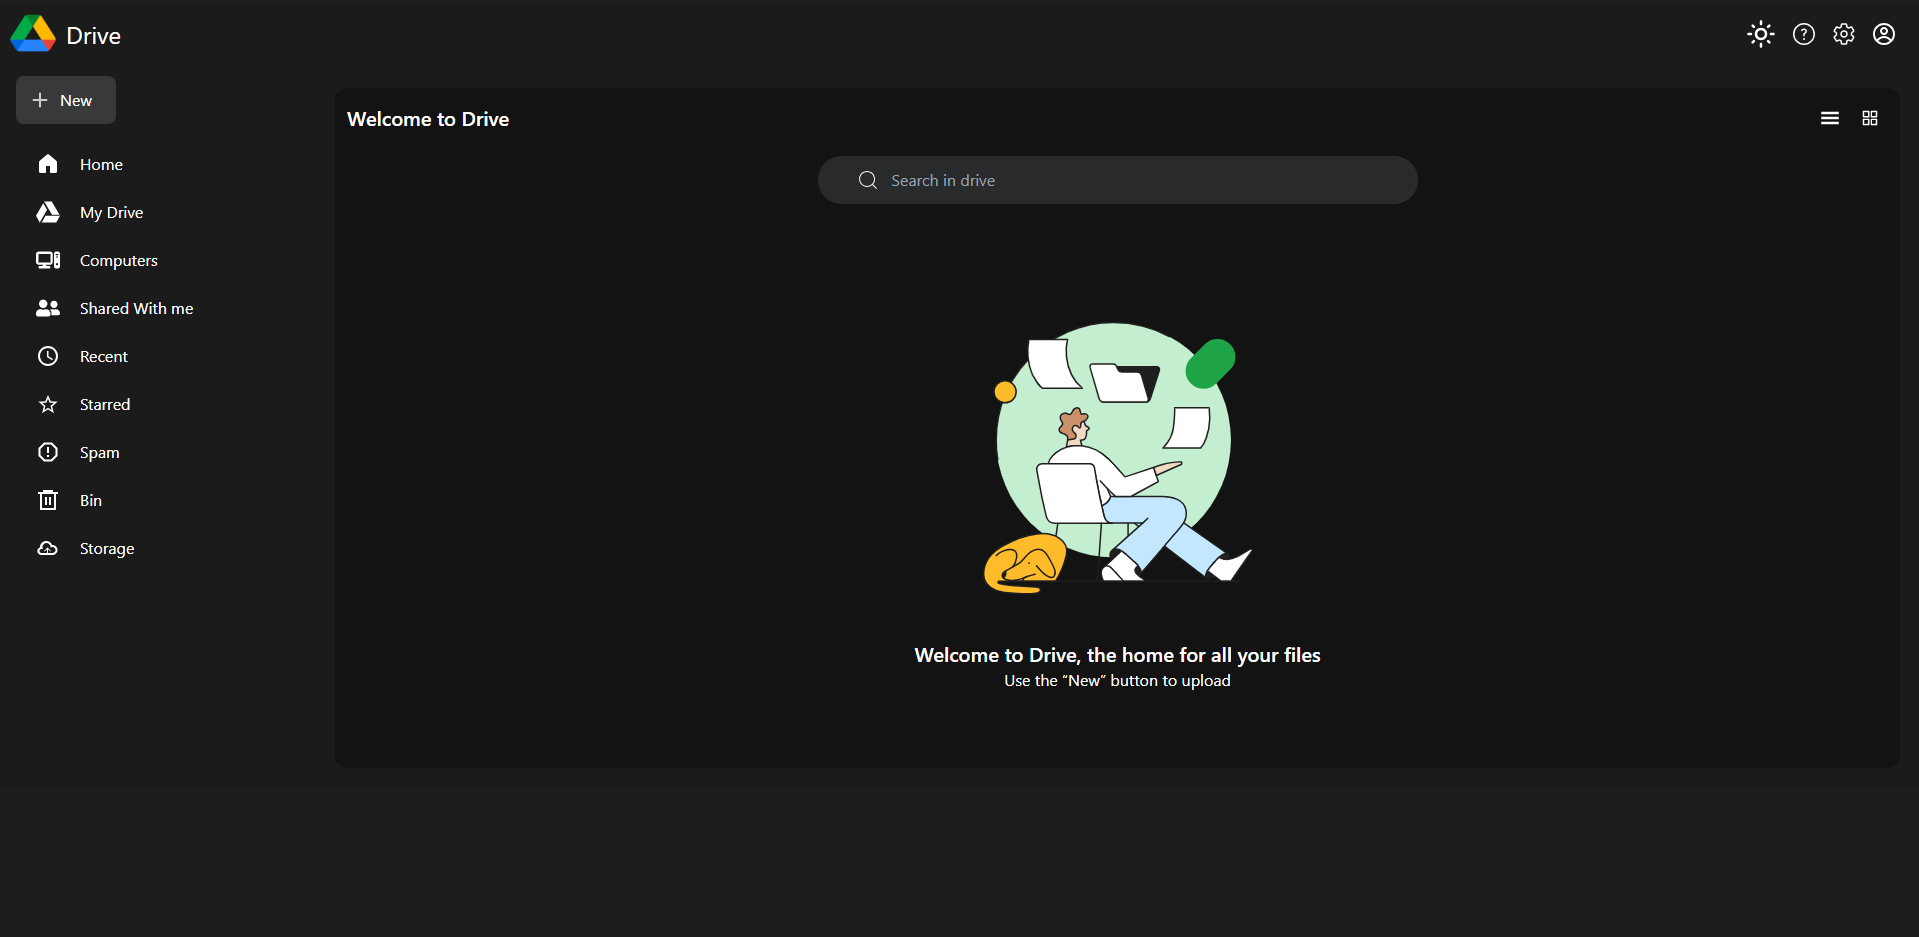 Drive
New
Home
My Drive
Computers
Shared With me
Recent
Starred
Spam
Bin
Storage
Welcome to Drive
Search in drive
Welcome to Drive, the home for all your files
Use the “New” button to upload